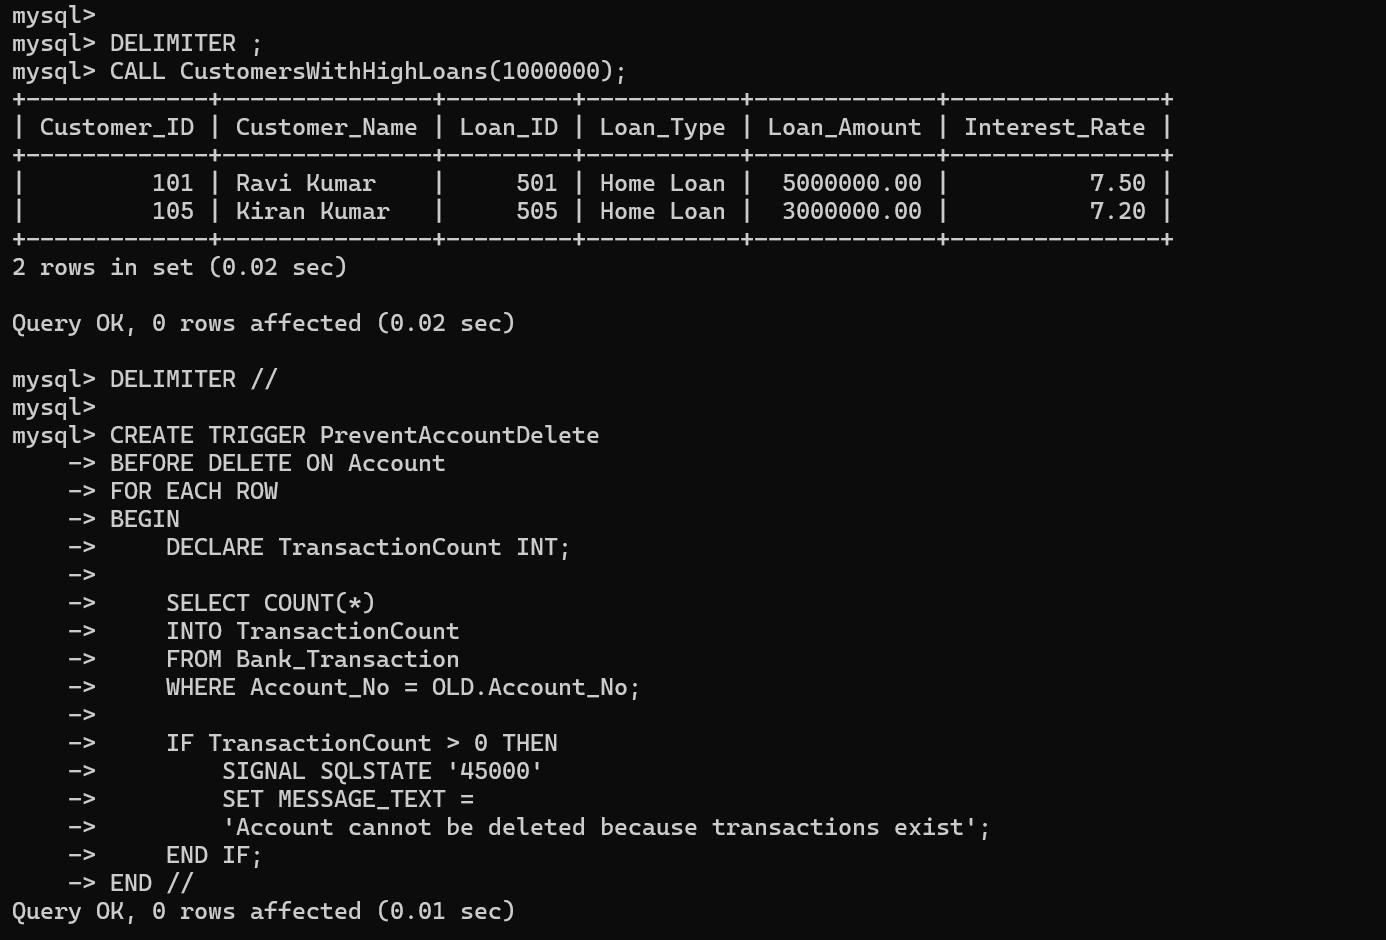 mysql>
mysql> DELIMITER ;
mysql> CALL CustomersWithHighLoans(1000000);
+-------------+---------------+---------+-----------+-------------+---------------+
| Customer_ID | Customer_Name | Loan_ID | Loan_Type | Loan_Amount | Interest_Rate |
+-------------+---------------+---------+-----------+-------------+---------------+
|         101 | Ravi Kumar    |     501 | Home Loan |  5000000.00 |          7.50 |
|         105 | Kiran Kumar   |     505 | Home Loan |  3000000.00 |          7.20 |
+-------------+---------------+---------+-----------+-------------+---------------+
2 rows in set (0.02 sec)

Query OK, 0 rows affected (0.02 sec)

mysql> DELIMITER //
mysql>
mysql> CREATE TRIGGER PreventAccountDelete
    -> BEFORE DELETE ON Account
    -> FOR EACH ROW
    -> BEGIN
    ->     DECLARE TransactionCount INT;
    ->
    ->     SELECT COUNT(*)
    ->     INTO TransactionCount
    ->     FROM Bank_Transaction
    ->     WHERE Account_No = OLD.Account_No;
    ->
    ->     IF TransactionCount > 0 THEN
    ->         SIGNAL SQLSTATE '45000'
    ->         SET MESSAGE_TEXT =
    ->         'Account cannot be deleted because transactions exist';
    ->     END IF;
    -> END //
Query OK, 0 rows affected (0.01 sec)